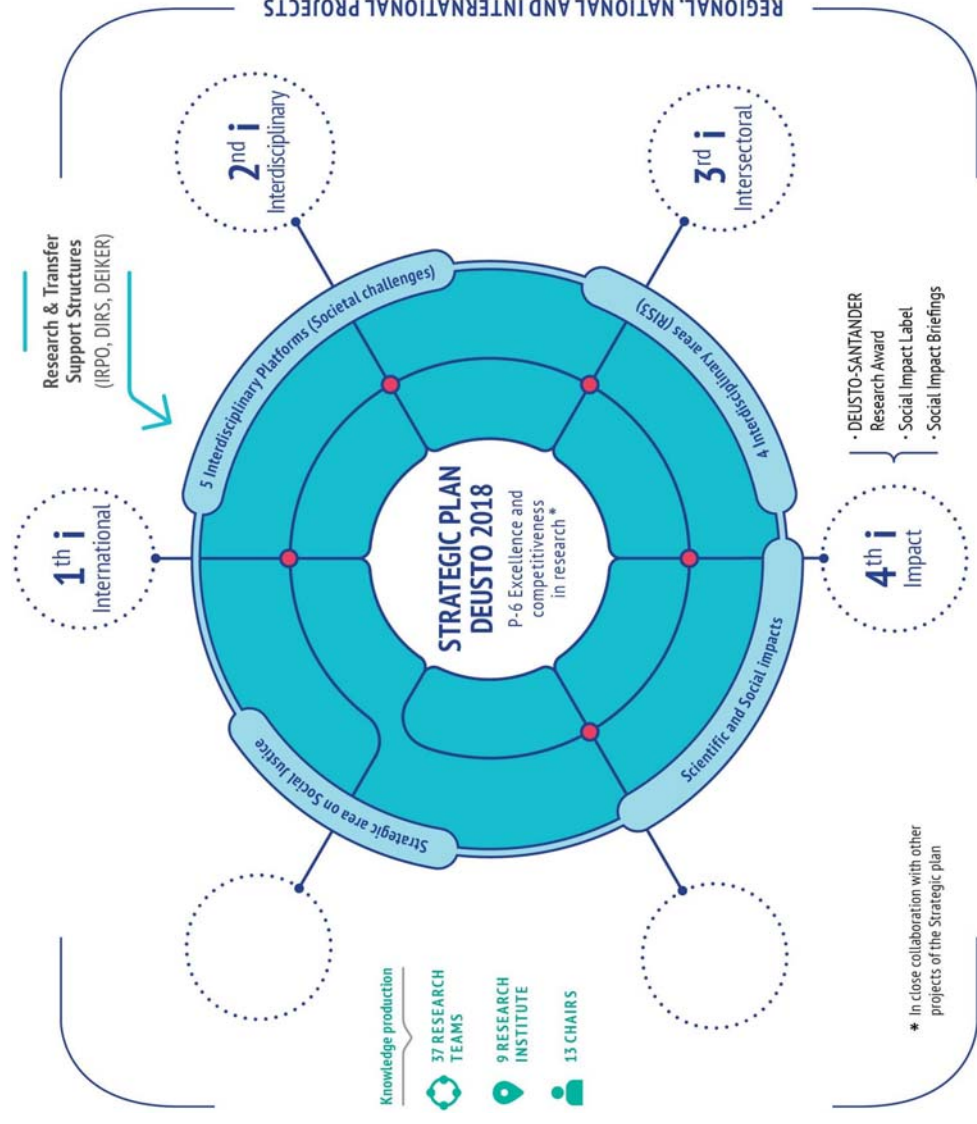 REGIONAL, NATIONAL AND INTERNATIONAL PROJECTS
Research & Transfer
Support Structures
(IRPO, DIRS, DEIKER)
1th i
International
2nd i
Interdisciplinary
3rd i
Intersectoral
4th i
Impact
· DEUSTO-SANTANDER
Research Award
· Social Impact Label
· Social Impact Briefings
5 Interdisciplinary Platforms (Societal challenges)
4 Interdisciplinary areas (RIS3)
Scientific and Social impacts
Strategic area on Social Justice
STRATEGIC PLAN
DEUSTO 2018
P-6 Excellence and
competitiveness
in research *
Knowledge production
37 RESEARCH
TEAMS
9 RESEARCH
INSTITUTE
13 CHAIRS
* In close collaboration with other
projects of the Strategic plan